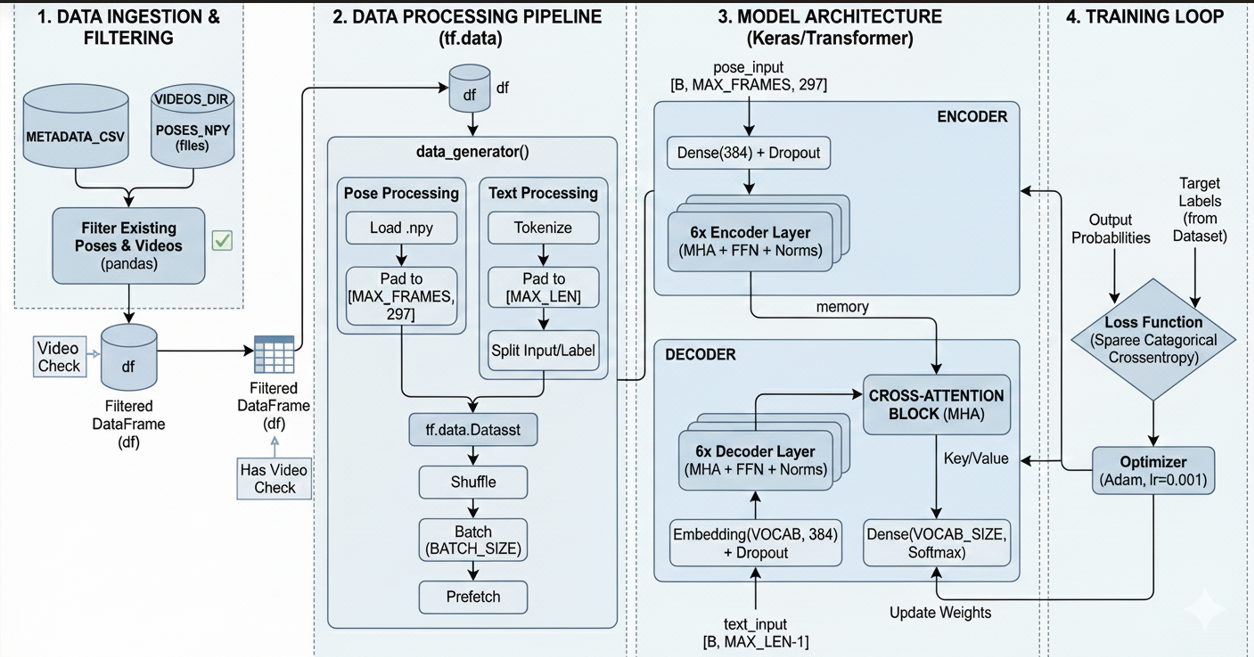 1. DATA INGESTION &
FILTERING
METADATA_CSV
VIDEOS_DIR
POSES_NPY
(files)
Filter Existing
Poses & Videos
(pandas)
Video
Check
df
Filtered
DataFrame
(df)
Filtered
DataFrame
(df)
Has Video
Check
2. DATA PROCESSING PIPELINE
(tf.data)
df
df
data_generator()
Pose Processing
Load .npy
Pad to
[MAX_FRAMES,
297]
Text Processing
Tokenize
Pad to
[MAX_LEN]
Split Input/Label
tf.data.Datasst
Shuffle
Batch
(BATCH_SIZE)
Prefetch
3. MODEL ARCHITECTURE
(Keras/Transformer)
pose_input
[B, MAX_FRAMES, 297]
ENCODER
Dense(384) + Dropout
6x Encoder Layer
(MHA + FFN + Norms)
memory
DECODER
CROSS-ATTENTION
BLOCK (MHA)
6x Decoder Layer
(MHA + FFN + Norms)
Key/Value
Embedding(VOCAB, 384)
+ Dropout
Dense(VOCAB_SIZE,
Softmax)
text_input
[B, MAX_LEN-1]
Update Weights
4. TRAINING LOOP
Output
Probabilities
Target
Labels
(from
Dataset)
Loss Function
(Sparee Catagorical
Crossentropy)
Optimizer
(Adam, lr=0.001)